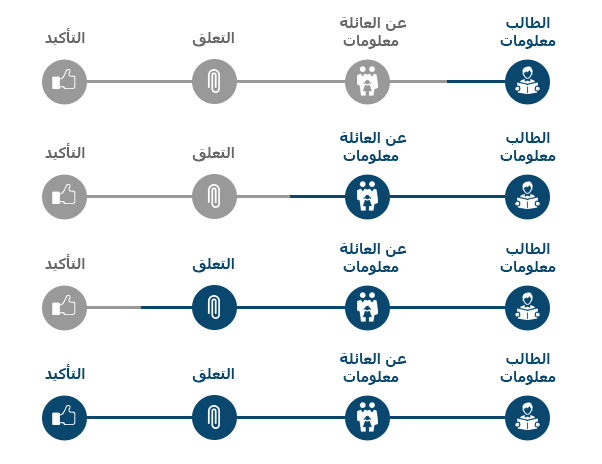 الطالب
معلومات
عن العائلة
معلومات
التعلق
التأكيد
الطالب
معلومات
عن العائلة
معلومات
التعلق
التأكيد
الطالب
معلومات
عن العائلة
معلومات
التعلق
التأكيد
الطالب
معلومات
عن العائلة
معلومات
التعلق
التأكيد